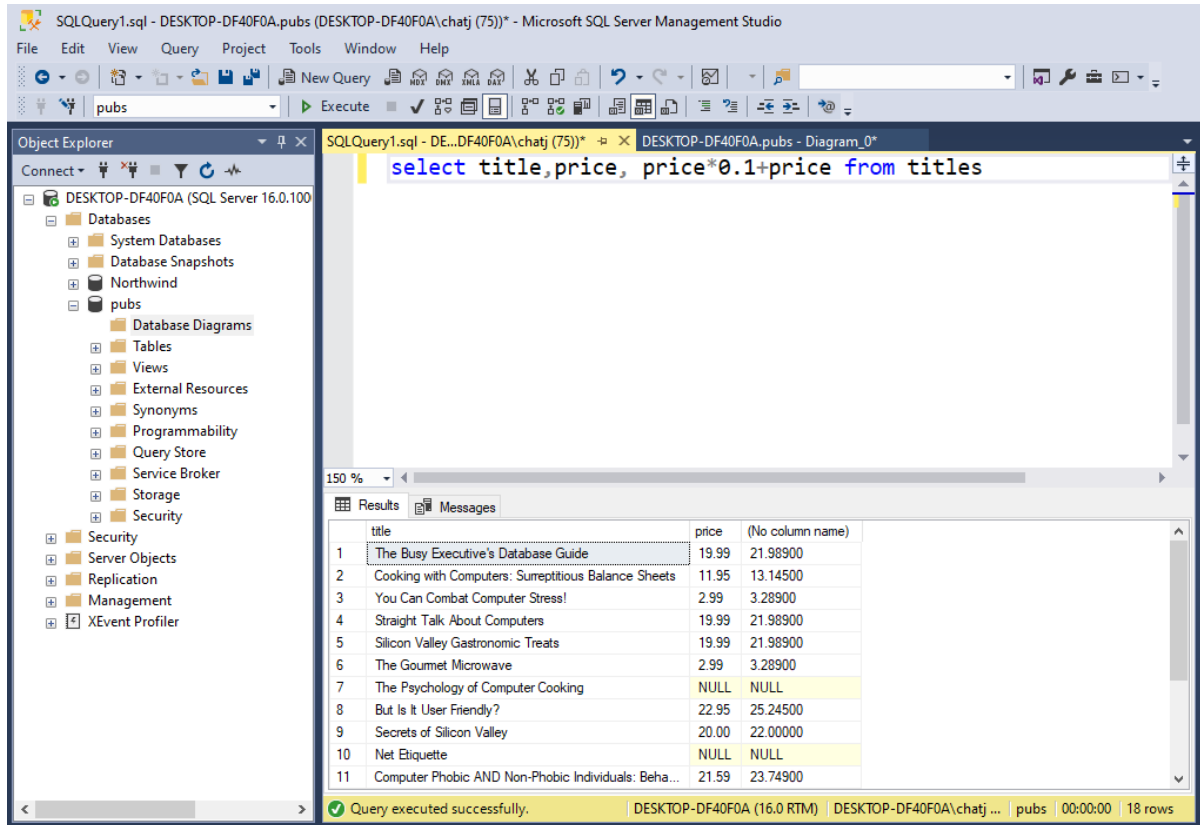 SQLQuery1.sql - DESKTOP-DF40F0A.pubs (DESKTOP-DF40F0A\chatj (75))* - Microsoft SQL Server Management Studio
File Edit View Query Project Tools Window Help
New Query MDX DMX XMLA DAX
pubs Execute
Object Explorer
Connect
DESKTOP-DF40F0A (SQL Server 16.0.100
Databases
System Databases
Database Snapshots
Northwind
pubs
Database Diagrams
Tables
Views
External Resources
Synonyms
Programmability
Query Store
Service Broker
Storage
Security
Security
Server Objects
Replication
Management
XEvent Profiler
SQLQuery1.sql - DE...DF40F0A\chatj (75))* DESKTOP-DF40F0A.pubs - Diagram_0*
select title,price, price*0.1+price from titles
150 %
Results Messages
title price (No column name)
1 The Busy Executive's Database Guide 19.99 21.98900
2 Cooking with Computers: Surreptitious Balance Sheets 11.95 13.14500
3 You Can Combat Computer Stress! 2.99 3.28900
4 Straight Talk About Computers 19.99 21.98900
5 Silicon Valley Gastronomic Treats 19.99 21.98900
6 The Gourmet Microwave 2.99 3.28900
7 The Psychology of Computer Cooking NULL NULL
8 But Is It User Friendly? 22.95 25.24500
9 Secrets of Silicon Valley 20.00 22.00000
10 Net Etiquette NULL NULL
11 Computer Phobic AND Non-Phobic Individuals: Beha... 21.59 23.74900
Query executed successfully. DESKTOP-DF40F0A (16.0 RTM) DESKTOP-DF40F0A\chatj ... pubs 00:00:00 18 rows